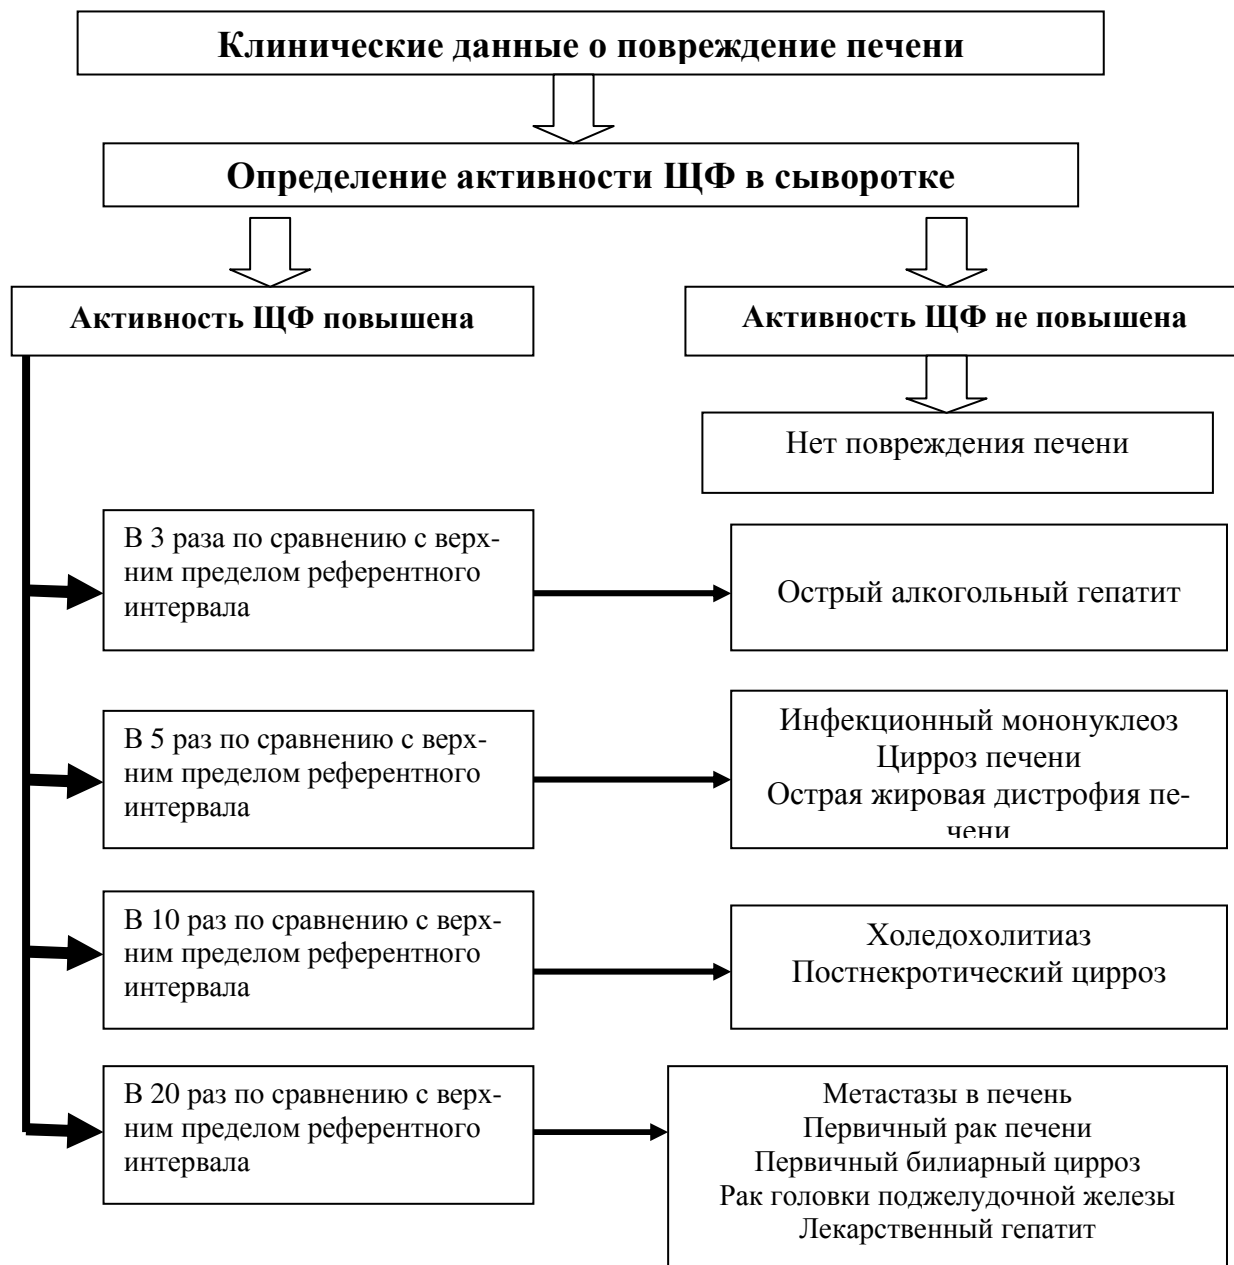 Клинические данные о повреждение печени
Определение активности ЩФ в сыворотке
Активность ЩФ повышена
Активность ЩФ не повышена
Нет повреждения печени
В 3 раза по сравнению с верх-
ним пределом референтного
интервала
Острый алкогольный гепатит
В 5 раз по сравнению с верх-
ним пределом референтного
интервала
Инфекционный мононуклеоз
Цирроз печени
Острая жировая дистрофия пе-
чени
В 10 раз по сравнению с верх-
ним пределом референтного
интервала
Холедохолитиаз
Постнекротический цирроз
В 20 раз по сравнению с верх-
ним пределом референтного
интервала
Метастазы в печень
Первичный рак печени
Первичный билиарный цирроз
Рак головки поджелудочной железы
Лекарственный гепатит